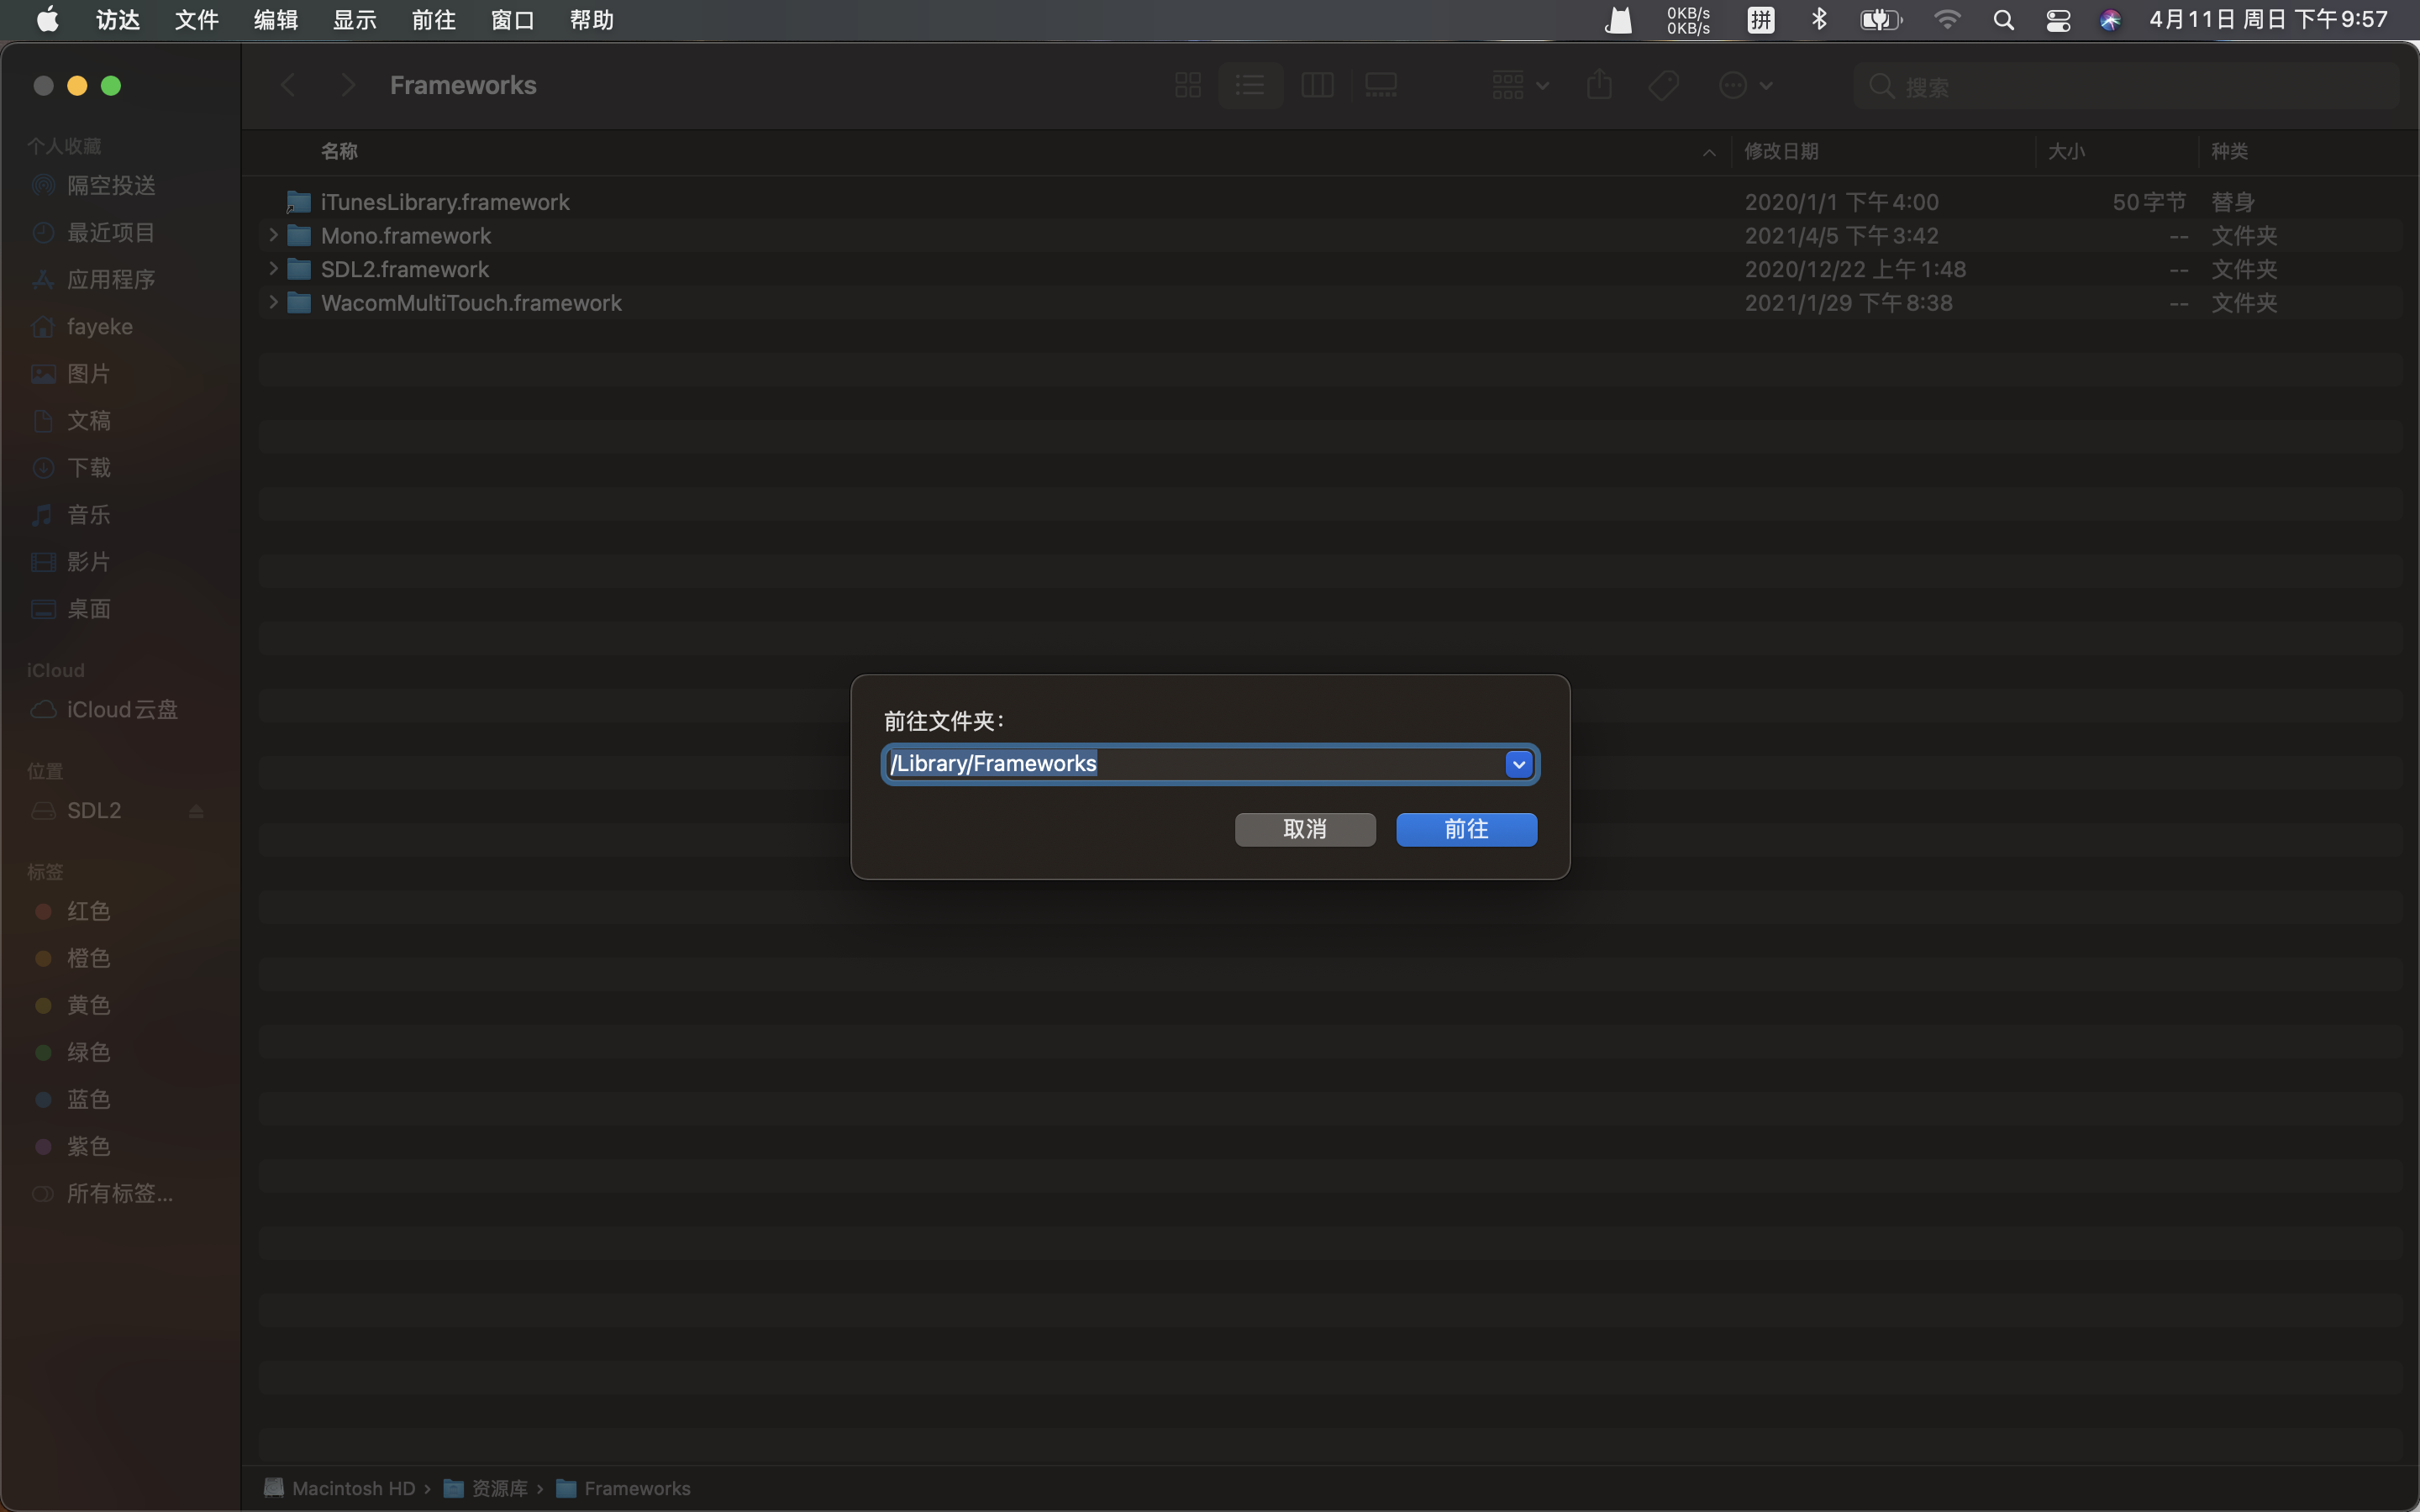 访达 文件 编辑 显示 前往 窗口 帮助 0KB/s 0KB/s 拼 4月11日 周日 下午9:57
Frameworks 搜索
个人收藏
隔空投送
最近项目
应用程序
fayeke
图片
文稿
下载
音乐
影片
桌面
iCloud
iCloud云盘
位置
SDL2
标签
红色
橙色
黄色
绿色
蓝色
紫色
所有标签...
名称 修改日期 大小 种类
iTunesLibrary.framework 2020/1/1 下午4:00 50字节 替身
Mono.framework 2021/4/5 下午3:42 -- 文件夹
SDL2.framework 2020/12/22 上午1:48 -- 文件夹
WacomMultiTouch.framework 2021/1/29 下午8:38 -- 文件夹
前往文件夹：
/Library/Frameworks
取消 前往
Macintosh HD › 资源库 › Frameworks